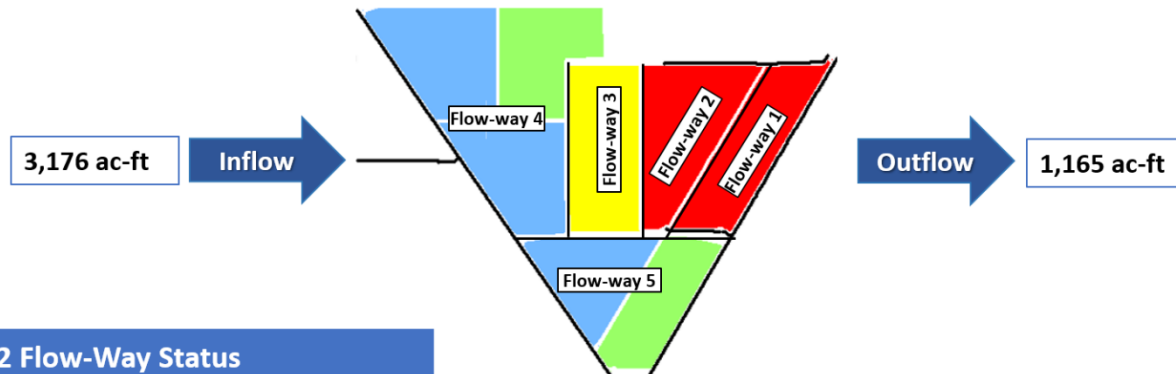 3,176 ac-ft
Inflow
Flow-way 4
Flow-way 3
Flow-way 2
Flow-way 1
Outflow
1,165 ac-ft
Flow-way 5
2 Flow-Way Status